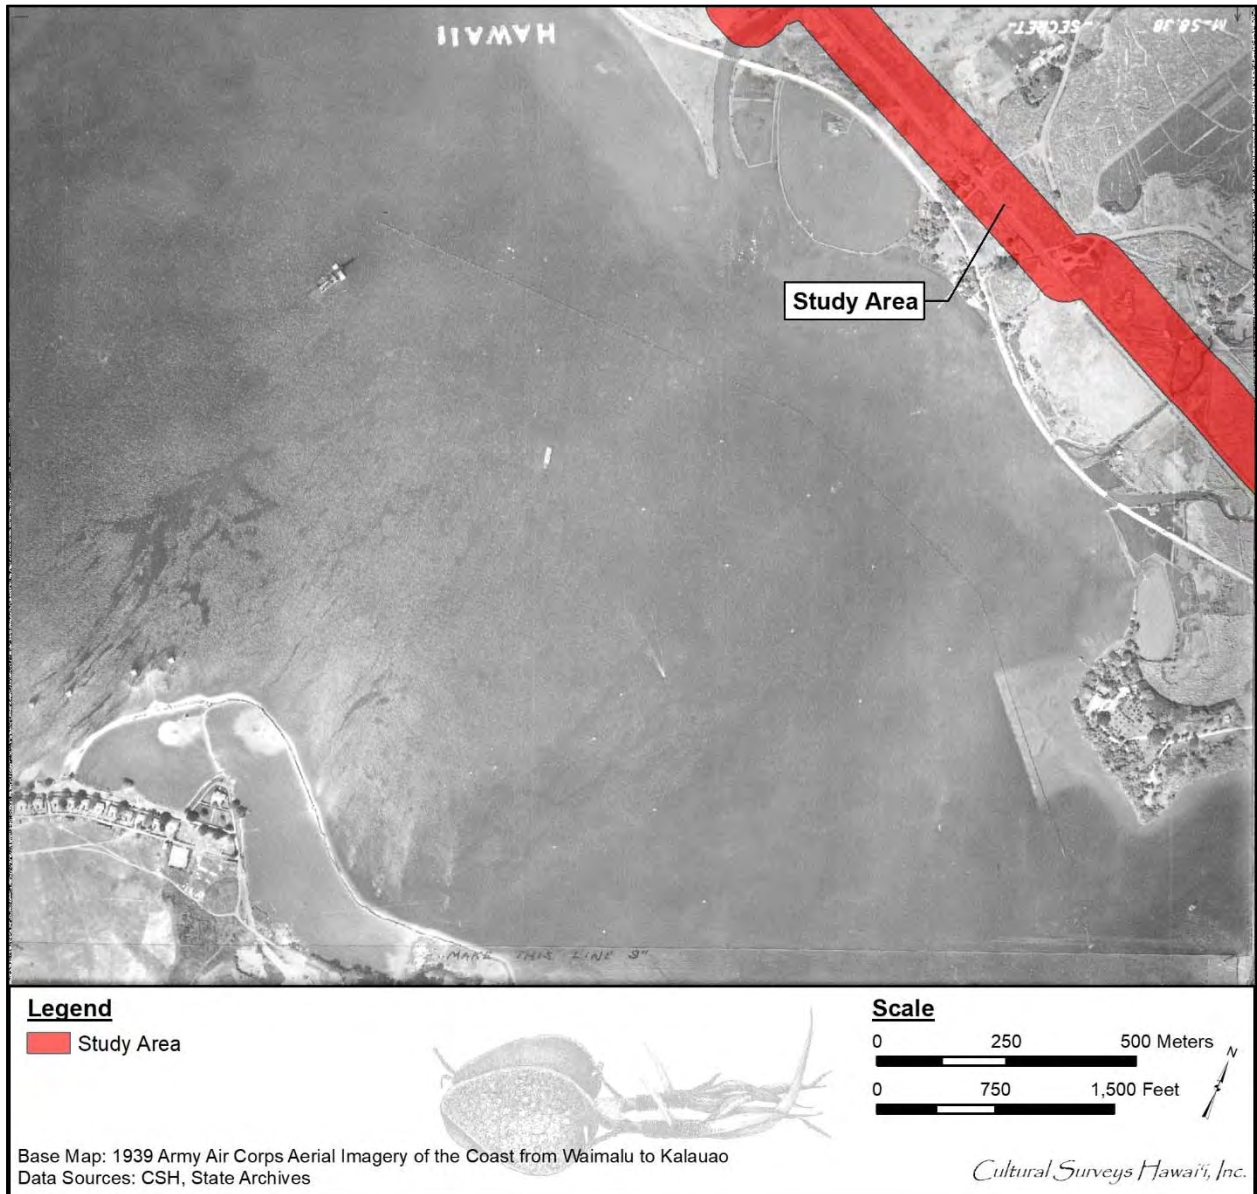 HAWAII
-SECRET-
M-58.38
Study Area
MAKE THIS LINE 9"
Legend
Study Area
Scale
0 250 500 Meters
0 750 1,500 Feet
N
Base Map: 1939 Army Air Corps Aerial Imagery of the Coast from Waimalu to Kalauao
Data Sources: CSH, State Archives
Cultural Surveys Hawai‘i, Inc.